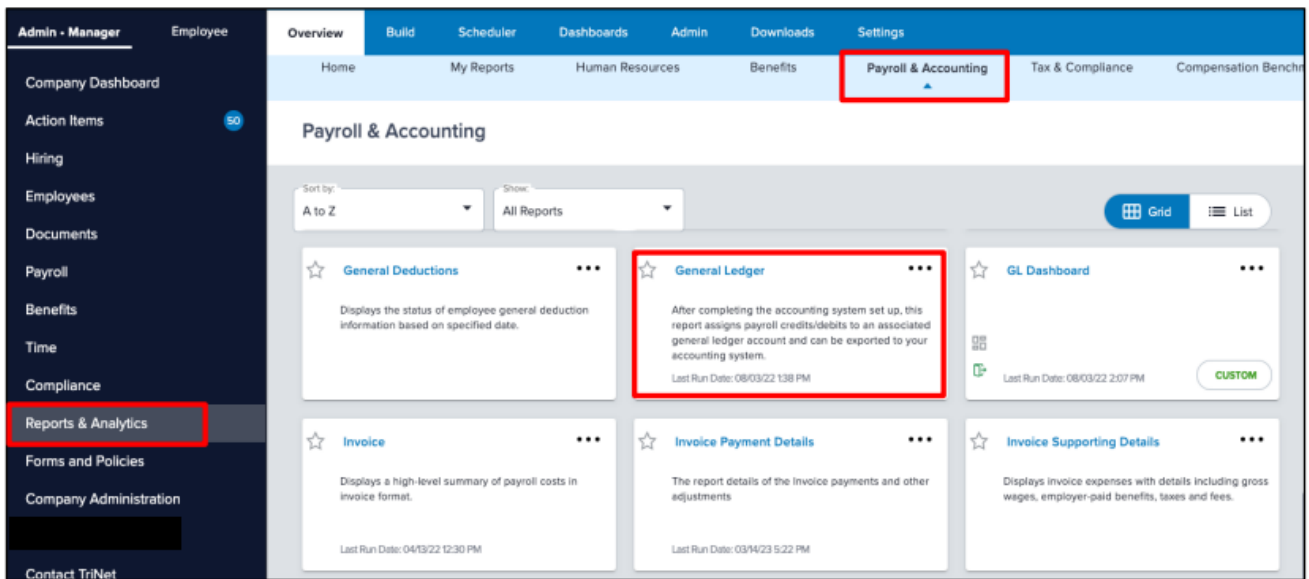 Admin - Manager Employee
Company Dashboard
Action Items 50
Hiring
Employees
Documents
Payroll
Benefits
Time
Compliance
Reports & Analytics
Forms and Policies
Company Administration
Contact TriNet
Overview Build Scheduler Dashboards Admin Downloads Settings
Home My Reports Human Resources Benefits Payroll & Accounting Tax & Compliance Compensation Benchm
Payroll & Accounting
Sort by:
A to Z
Show:
All Reports
Grid List
General Deductions
Displays the status of employee general deduction
information based on specified date.
General Ledger
After completing the accounting system set up, this
report assigns payroll credits/debits to an associated
general ledger account and can be exported to your
accounting system.
Last Run Date: 08/03/22 1:38 PM
GL Dashboard
Last Run Date: 08/03/22 2:07 PM
CUSTOM
Invoice
Displays a high-level summary of payroll costs in
invoice format.
Last Run Date: 04/13/22 12:30 PM
Invoice Payment Details
The report details of the Invoice payments and other
adjustments
Last Run Date: 03/14/23 5:22 PM
Invoice Supporting Details
Displays invoice expenses with details including gross
wages, employer-paid benefits, taxes and fees.